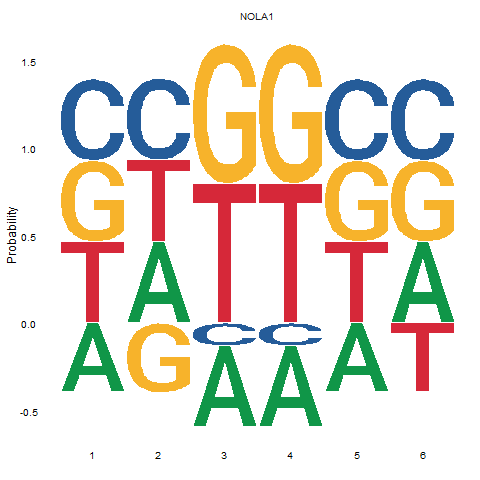 NOLA1
1.5
1.0
0.5
0.0
-0.5
Probability
C C G G C C
G T T T G G
T A C C T A
A G A A A T
1 2 3 4 5 6